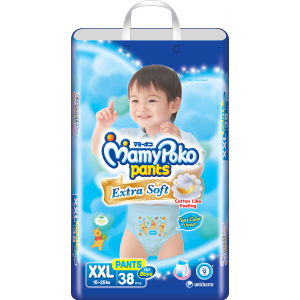 マミーポコ
MamyPoko
pants
Extra Soft
Cotton Like
Feeling
XXL
15-25kg
PANTS
38 Pcs
for
Boys
unicharm